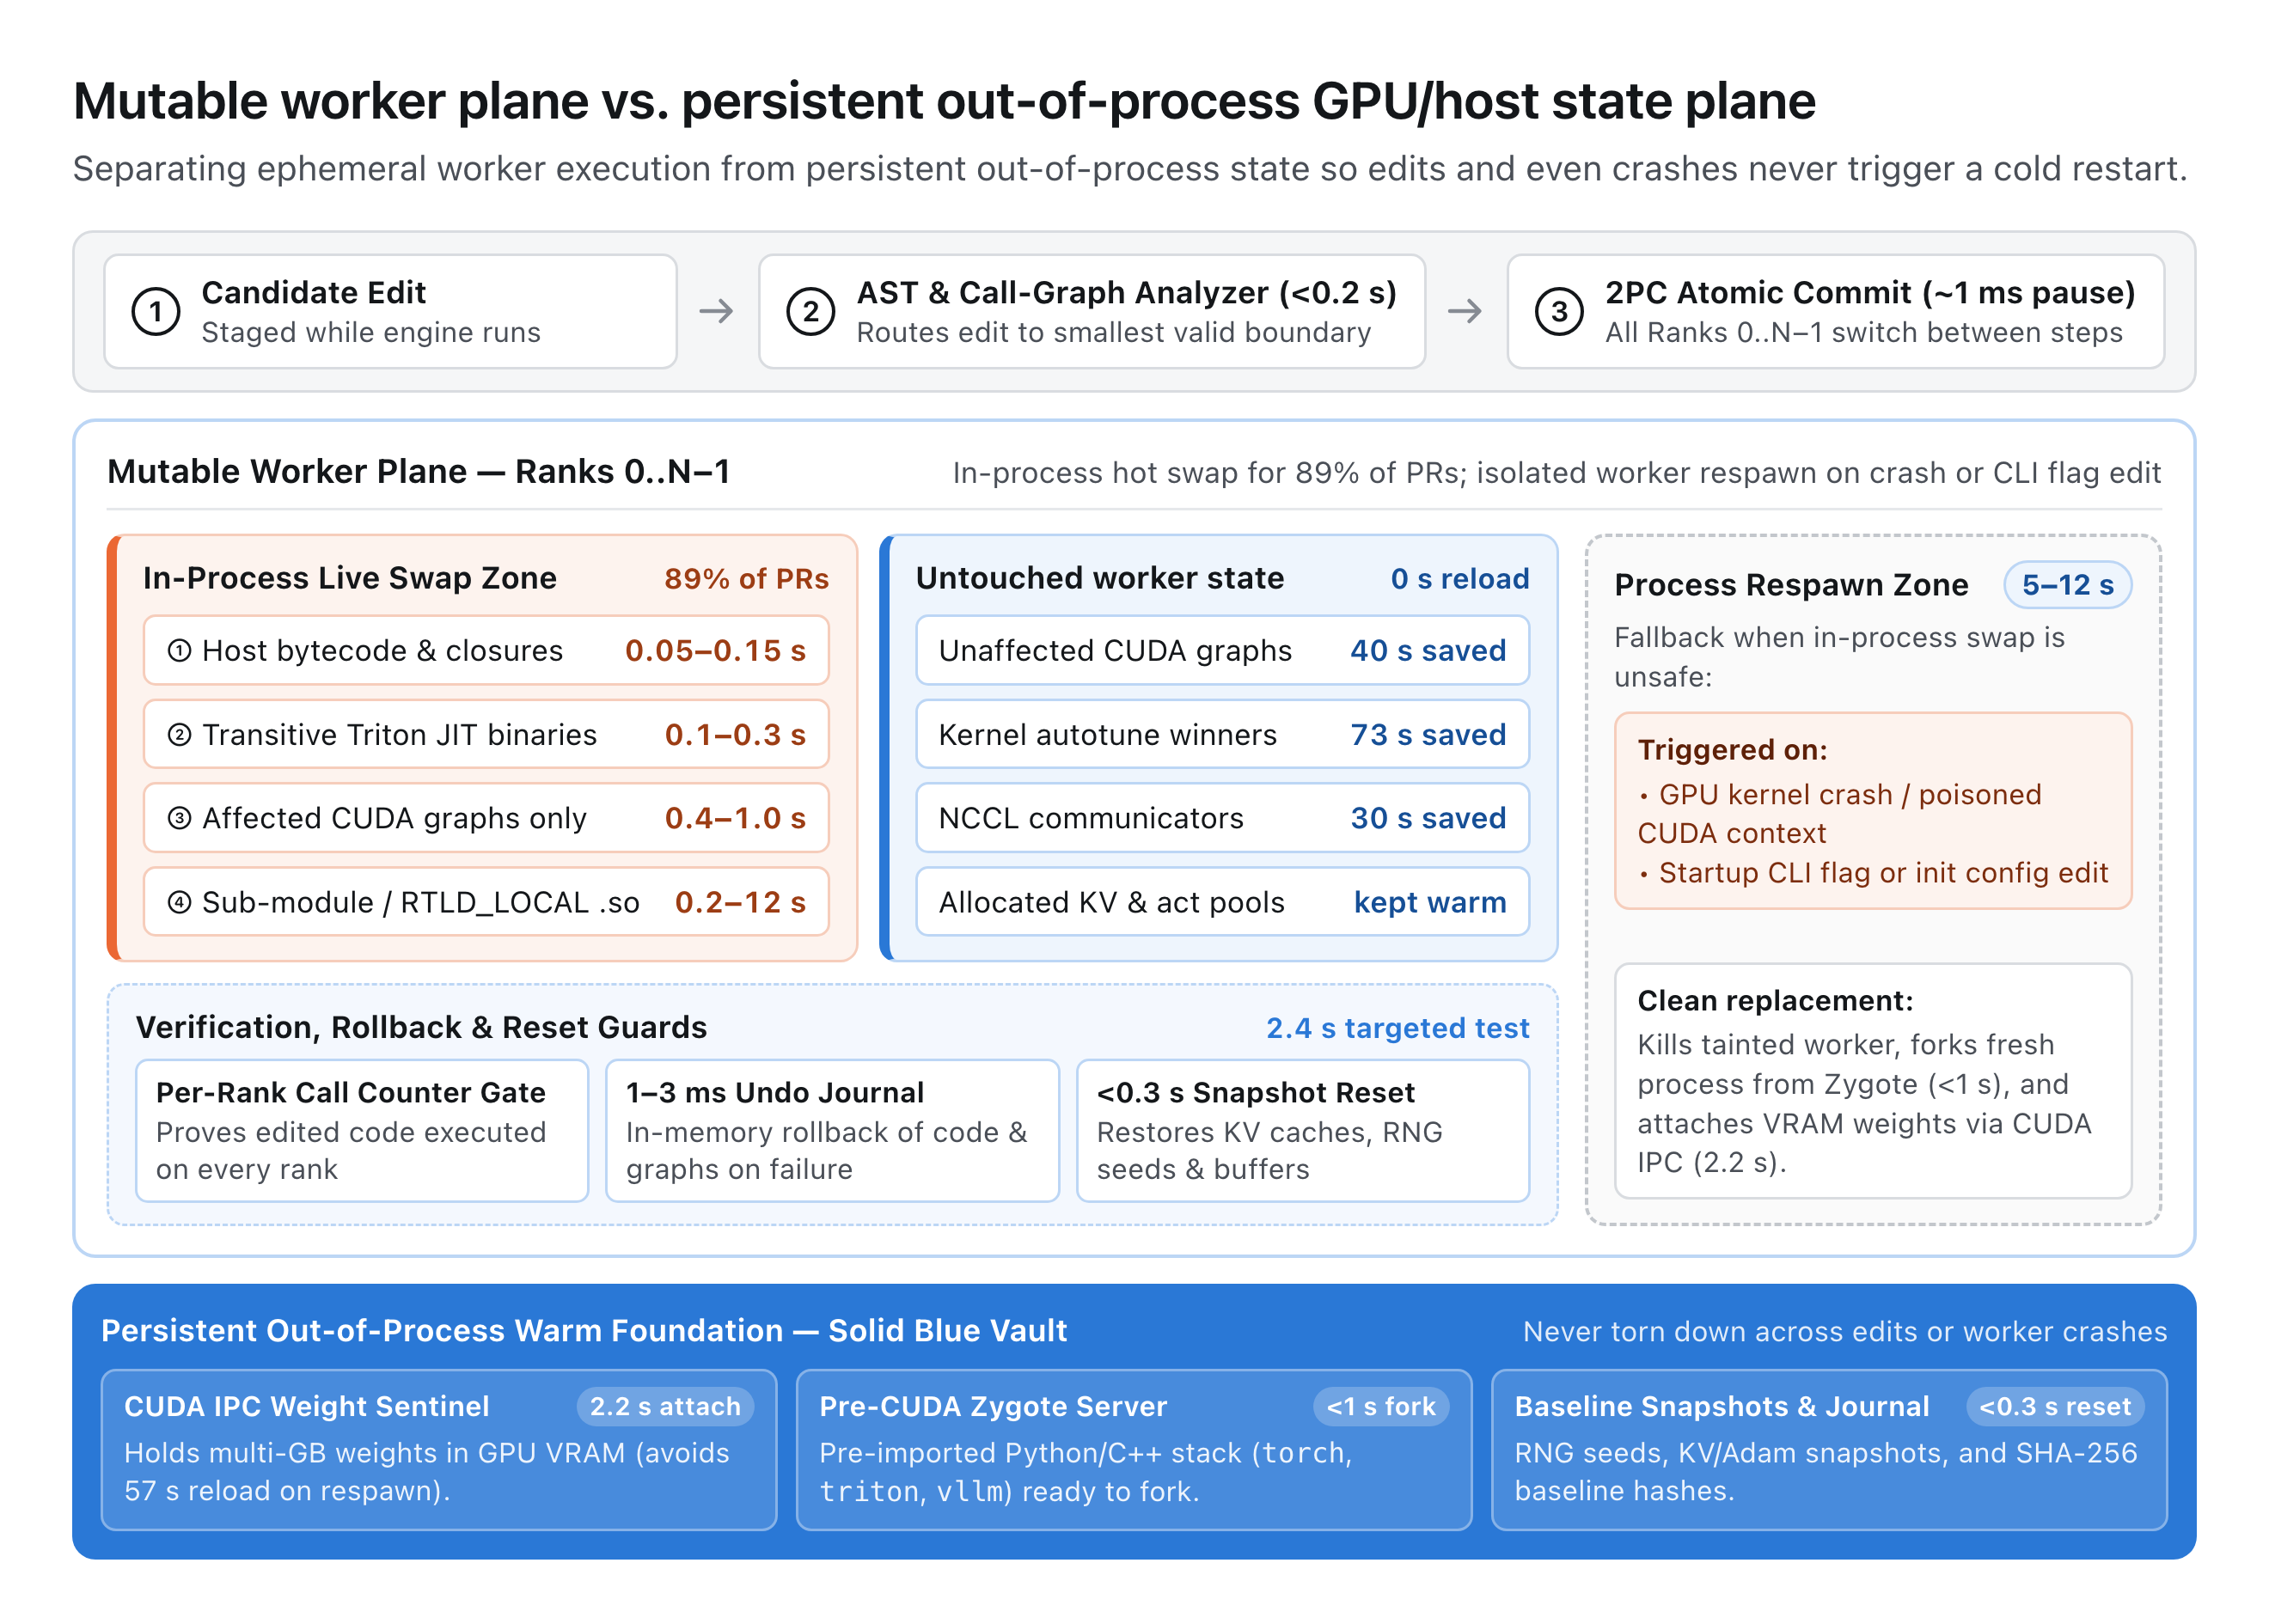 Mutable worker plane vs. persistent out-of-process GPU/host state plane
Separating ephemeral worker execution from persistent out-of-process state so edits and even crashes never trigger a cold restart.
1
Candidate Edit
Staged while engine runs
→
2
AST & Call-Graph Analyzer (<0.2 s)
Routes edit to smallest valid boundary
→
3
2PC Atomic Commit (~1 ms pause)
All Ranks 0..N−1 switch between steps
Mutable Worker Plane — Ranks 0..N−1
In-process hot swap for 89% of PRs; isolated worker respawn on crash or CLI flag edit
In-Process Live Swap Zone 89% of PRs
① Host bytecode & closures 0.05–0.15 s
② Transitive Triton JIT binaries 0.1–0.3 s
③ Affected CUDA graphs only 0.4–1.0 s
④ Sub-module / RTLD_LOCAL .so 0.2–12 s
Untouched worker state 0 s reload
Unaffected CUDA graphs 40 s saved
Kernel autotune winners 73 s saved
NCCL communicators 30 s saved
Allocated KV & act pools kept warm
Process Respawn Zone 5–12 s
Fallback when in-process swap is
unsafe:
Triggered on:
• GPU kernel crash / poisoned
CUDA context
• Startup CLI flag or init config edit
Clean replacement:
Kills tainted worker, forks fresh
process from Zygote (<1 s), and
attaches VRAM weights via CUDA
IPC (2.2 s).
Verification, Rollback & Reset Guards 2.4 s targeted test
Per-Rank Call Counter Gate
Proves edited code executed
on every rank
1–3 ms Undo Journal
In-memory rollback of code &
graphs on failure
<0.3 s Snapshot Reset
Restores KV caches, RNG
seeds & buffers
Persistent Out-of-Process Warm Foundation — Solid Blue Vault
Never torn down across edits or worker crashes
CUDA IPC Weight Sentinel 2.2 s attach
Holds multi-GB weights in GPU VRAM (avoids
57 s reload on respawn).
Pre-CUDA Zygote Server <1 s fork
Pre-imported Python/C++ stack (torch,
triton, vllm) ready to fork.
Baseline Snapshots & Journal <0.3 s reset
RNG seeds, KV/Adam snapshots, and SHA-256
baseline hashes.